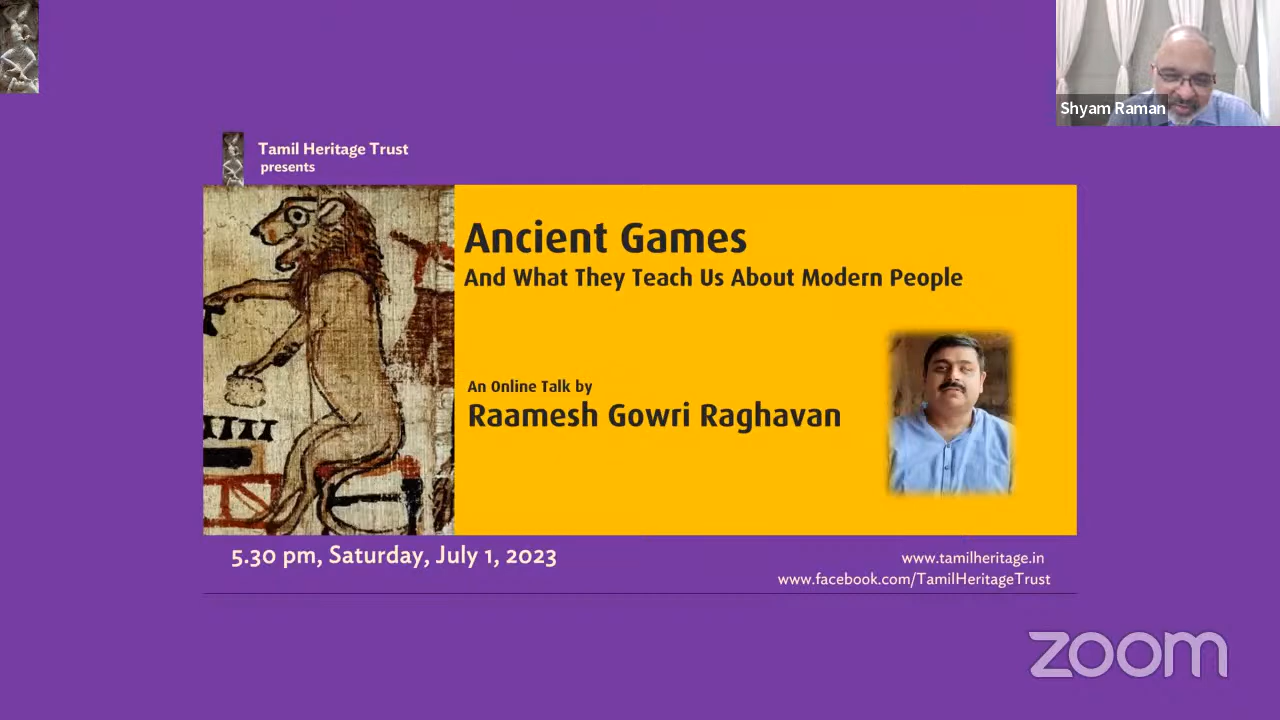 Shyam Raman
Tamil Heritage Trust
presents
Ancient Games
And What They Teach Us About Modern People
An Online Talk by
Raamesh Gowri Raghavan
5.30 pm, Saturday, July 1, 2023
www.tamilheritage.in
www.facebook.com/TamilHeritageTrust
zoom